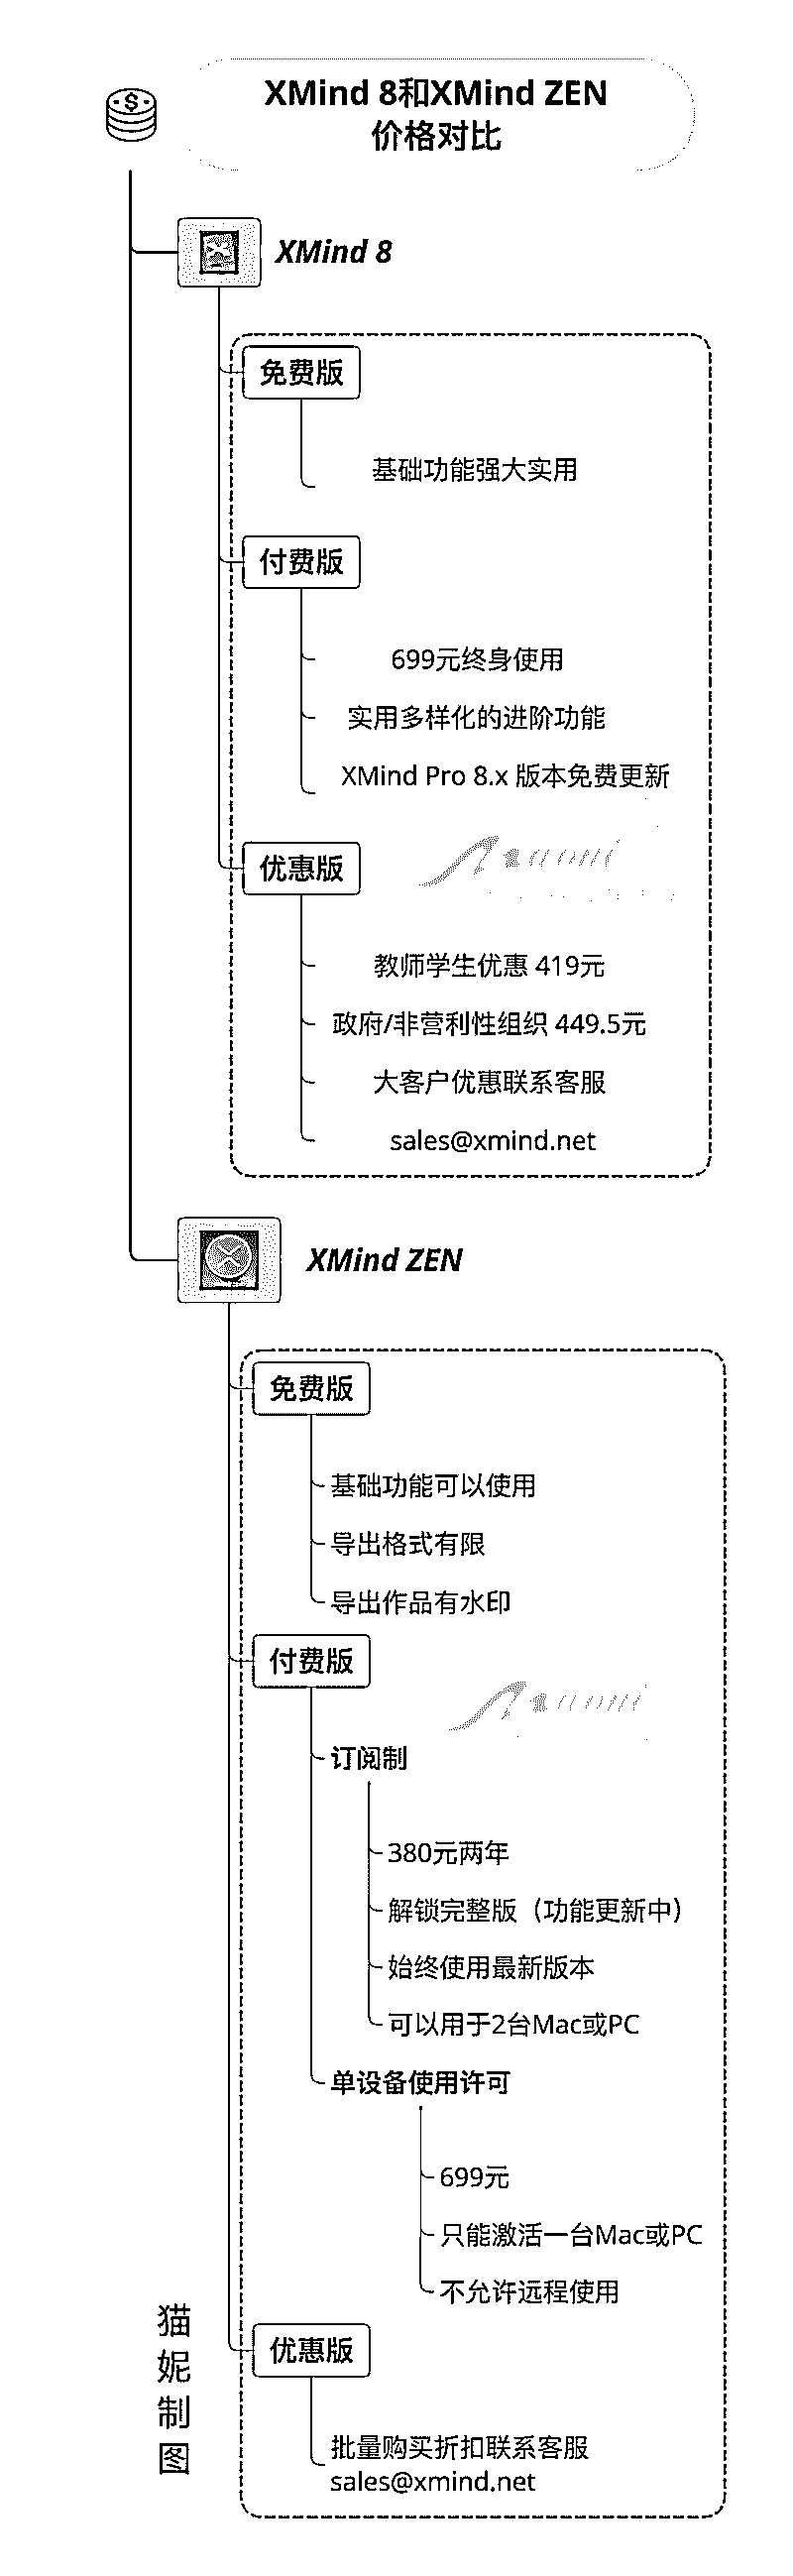 XMind 8和XMind ZEN
价格对比
XMind 8
免费版
基础功能强大实用
付费版
699元终身使用
实用多样化的进阶功能
XMind Pro 8.x 版本免费更新
优惠版
教师学生优惠 419元
政府/非营利性组织 449.5元
大客户优惠联系客服
sales@xmind.net
XMind ZEN
免费版
基础功能可以使用
导出格式有限
导出作品有水印
付费版
订阅制
380元两年
解锁完整版（功能更新中）
始终使用最新版本
可以用于2台Mac或PC
单设备使用许可
699元
只能激活一台Mac或PC
不允许远程使用
优惠版
批量购买折扣联系客服
sales@xmind.net
猫妮制图